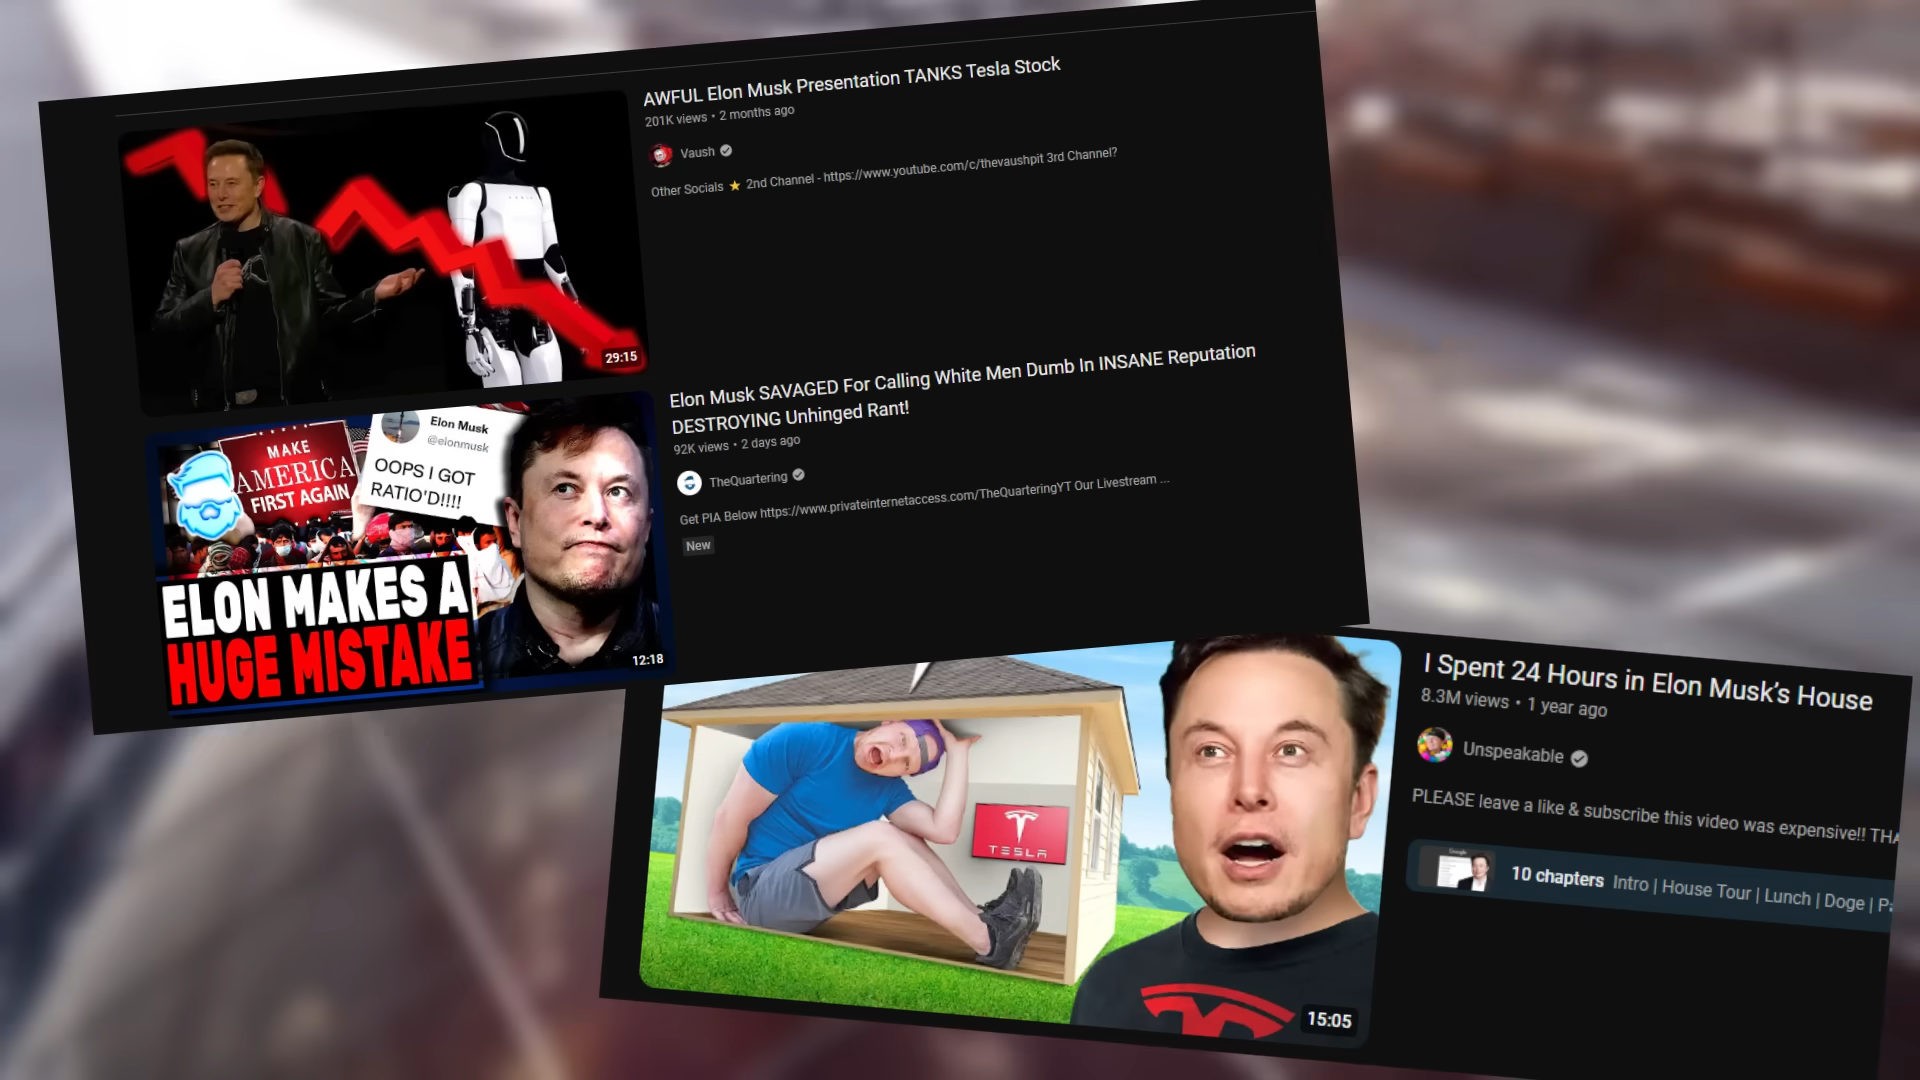 AWFUL Elon Musk Presentation TANKS Tesla Stock
201K views • 2 months ago
Vaush
Other Socials ⭐ 2nd Channel - https://www.youtube.com/c/thevaushpit 3rd Channel?
29:15
Elon Musk SAVAGED For Calling White Men Dumb In INSANE Reputation
DESTROYING Unhinged Rant!
92K views • 2 days ago
TheQuartering
Get PIA Below https://www.privateinternetaccess.com/TheQuarteringYT Our Livestream ...
New
MAKE
AMERICA
FIRST AGAIN
Elon Musk
@elonmusk
OOPS I GOT
RATIO'D!!!!
ELON MAKES A
HUGE MISTAKE
12:18
I Spent 24 Hours in Elon Musk's House
8.3M views • 1 year ago
Unspeakable
PLEASE leave a like & subscribe this video was expensive!! THA
10 chapters Intro | House Tour | Lunch | Doge | Pa
TESLA
15:05